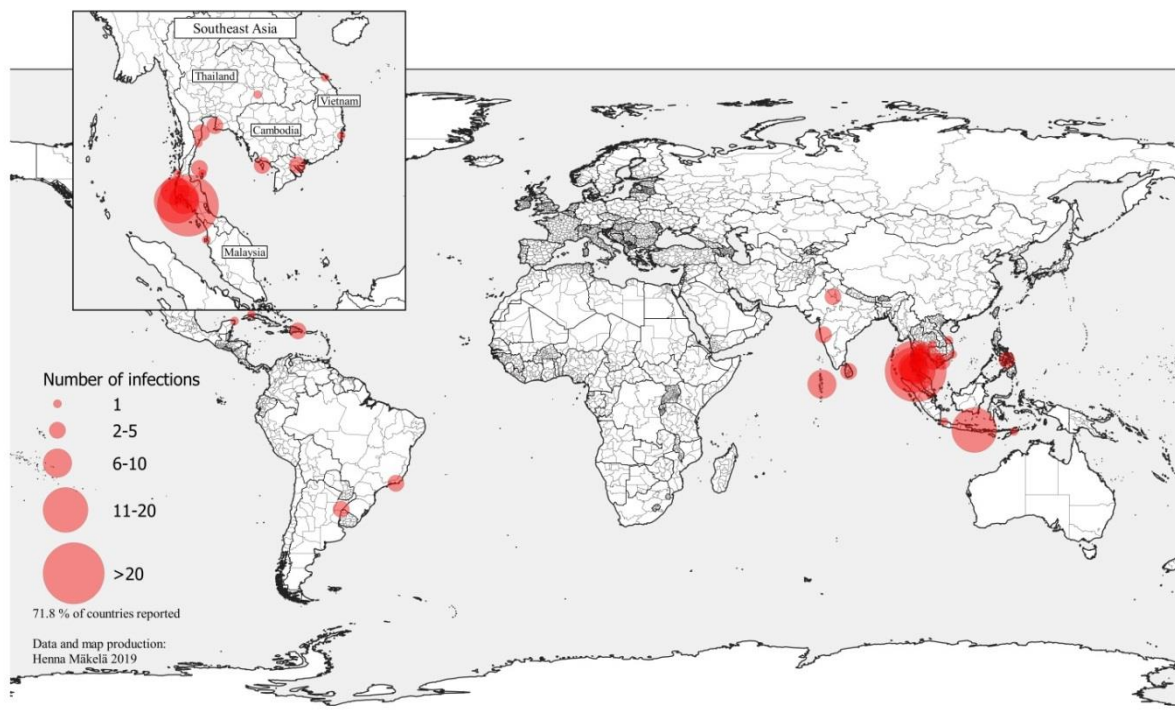 Southeast Asia
Thailand
Vietnam
Cambodia
Malaysia
Number of infections
1
2-5
6-10
11-20
>20
71.8 % of countries reported
Data and map production:
Henna Mäkelä 2019